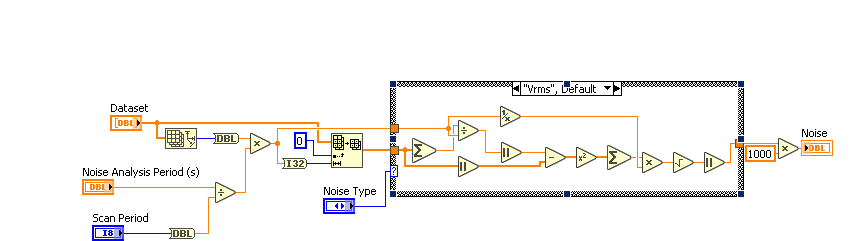 "Vrms", Default
Dataset
DBL
DBL
0
I32
Noise Analysis Period (s)
DBL
Noise Type
Scan Period
I8
DBL
?
1000
Noise
DBL